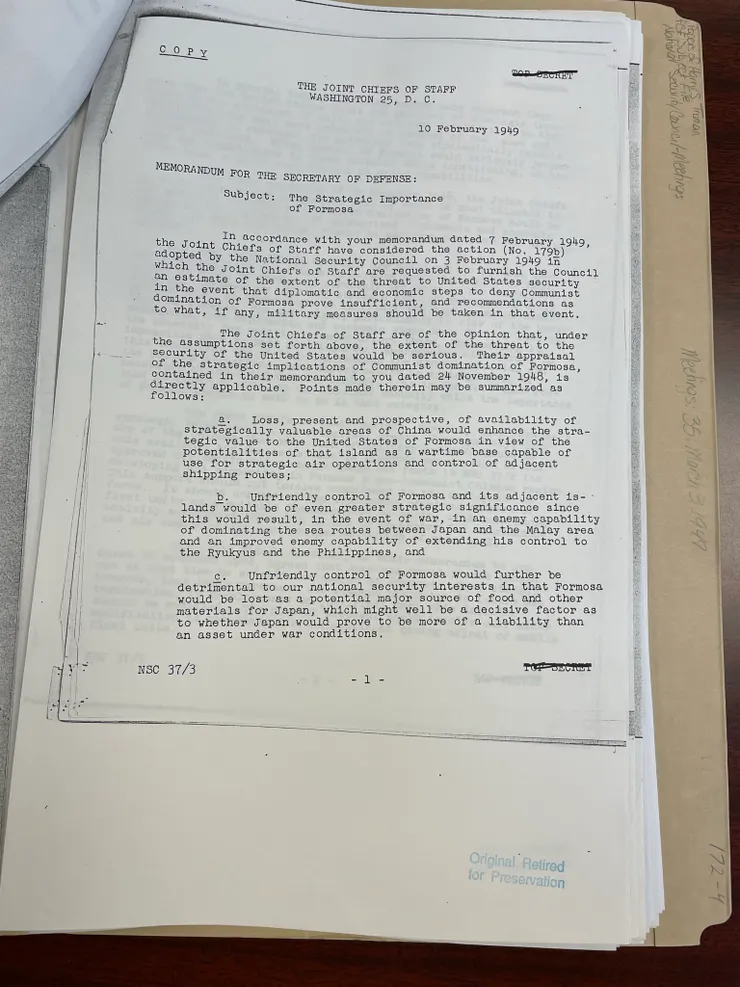 COPY
TOP SECRET
THE JOINT CHIEFS OF STAFF
WASHINGTON 25, D. C.
10 February 1949
MEMORANDUM FOR THE SECRETARY OF DEFENSE:
Subject: The Strategic Importance
of Formosa
In accordance with your memorandum dated 7 February 1949,
the Joint Chiefs of Staff have considered the action (No. 179b)
adopted by the National Security Council on 3 February 1949 in
which the Joint Chiefs of Staff are requested to furnish the Council
an estimate of the extent of the threat to United States security
in the event that diplomatic and economic steps to deny Communist
domination of Formosa prove insufficient, and recommendations as
to what, if any, military measures should be taken in that event.
The Joint Chiefs of Staff are of the opinion that, under
the assumptions set forth above, the extent of the threat to the
security of the United States would be serious. Their appraisal
of the strategic implications of Communist domination of Formosa,
contained in their memorandum to you dated 24 November 1948, is
directly applicable. Points made therein may be summarized as
follows:
a. Loss, present and prospective, of availability of
strategically valuable areas of China would enhance the stra-
tegic value to the United States of Formosa in view of the
potentialities of that island as a wartime base capable of
use for strategic air operations and control of adjacent
shipping routes;
b. Unfriendly control of Formosa and its adjacent is-
lands would be of even greater strategic significance since
this would result, in the event of war, in an enemy capability
of dominating the sea routes between Japan and the Malay area
and an improved enemy capability of extending his control to
the Ryukyus and the Philippines, and
c. Unfriendly control of Formosa would further be
detrimental to our national security interests in that Formosa
would be lost as a potential major source of food and other
materials for Japan, which might well be a decisive factor as
to whether Japan would prove to be more of a liability than
an asset under war conditions.
NSC 37/3
TOP SECRET
- 1 -
Original Retired
for Preservation
National Security Council-Meetings
Meetings: 35 March 3, 1949
172-4